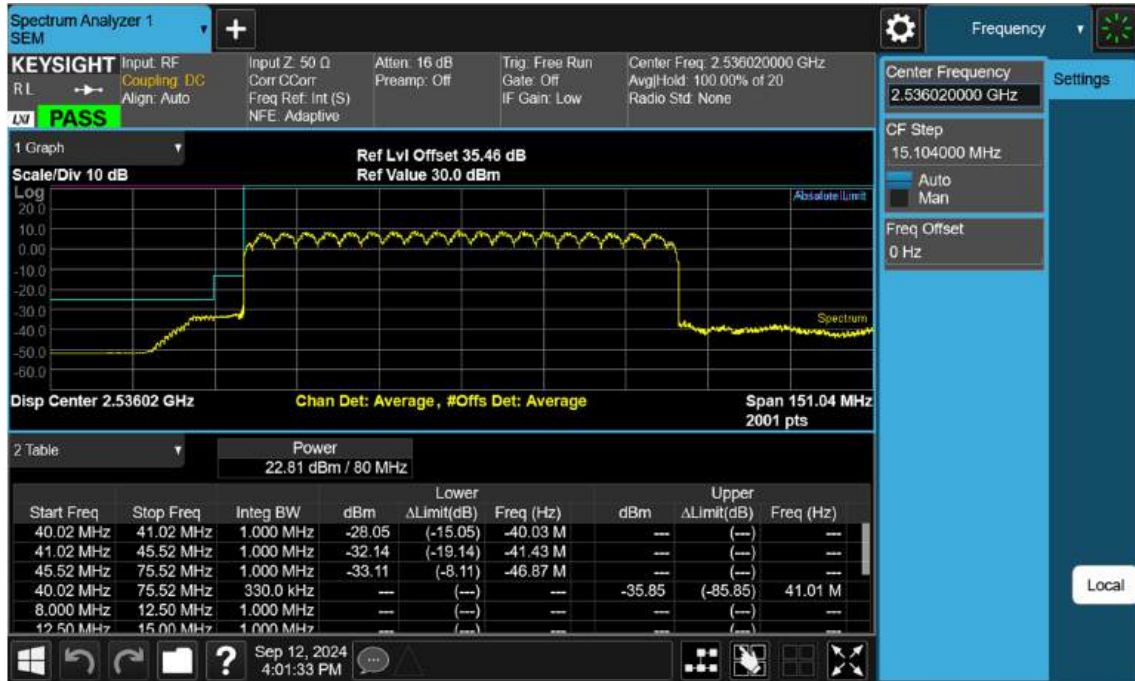 Spectrum Analyzer 1
SEM
+
Frequency
KEYSIGHT
RL
LXI PASS
Input: RF
Coupling: DC
Align: Auto
Input Z: 50 Ω
Corr CCorr
Freq Ref: Int (S)
NFE: Adaptive
Atten: 16 dB
Preamp: Off
Trig: Free Run
Gate: Off
IF Gain: Low
Center Freq: 2.536020000 GHz
Avg|Hold: 100.00% of 20
Radio Std: None
Center Frequency
2.536020000 GHz
Settings
CF Step
15.104000 MHz
Auto
Man
Freq Offset
0 Hz
1 Graph
Scale/Div 10 dB
Ref Lvl Offset 35.46 dB
Ref Value 30.0 dBm
Log
Absolute Limit
20.0
10.0
0.00
-10.0
-20.0
-30.0
-40.0
-50.0
-60.0
Spectrum
Disp Center 2.53602 GHz
Chan Det: Average, #Offs Det: Average
Span 151.04 MHz
2001 pts
2 Table
Power
22.81 dBm / 80 MHz
Lower Upper
Start Freq Stop Freq Integ BW dBm ΔLimit(dB) Freq (Hz) dBm ΔLimit(dB) Freq (Hz)
40.02 MHz 41.02 MHz 1.000 MHz -28.05 (-15.05) -40.03 M --- (---) ---
41.02 MHz 45.52 MHz 1.000 MHz -32.14 (-19.14) -41.43 M --- (---) ---
45.52 MHz 75.52 MHz 1.000 MHz -33.11 (-8.11) -46.87 M --- (---) ---
40.02 MHz 75.52 MHz 330.0 kHz --- (---) --- -35.85 (-85.85) 41.01 M
8.000 MHz 12.50 MHz 1.000 MHz --- (---) --- --- (---) ---
12.50 MHz 15.00 MHz 1.000 MHz --- (---) --- --- (---) ---
Local
?
Sep 12, 2024
4:01:33 PM